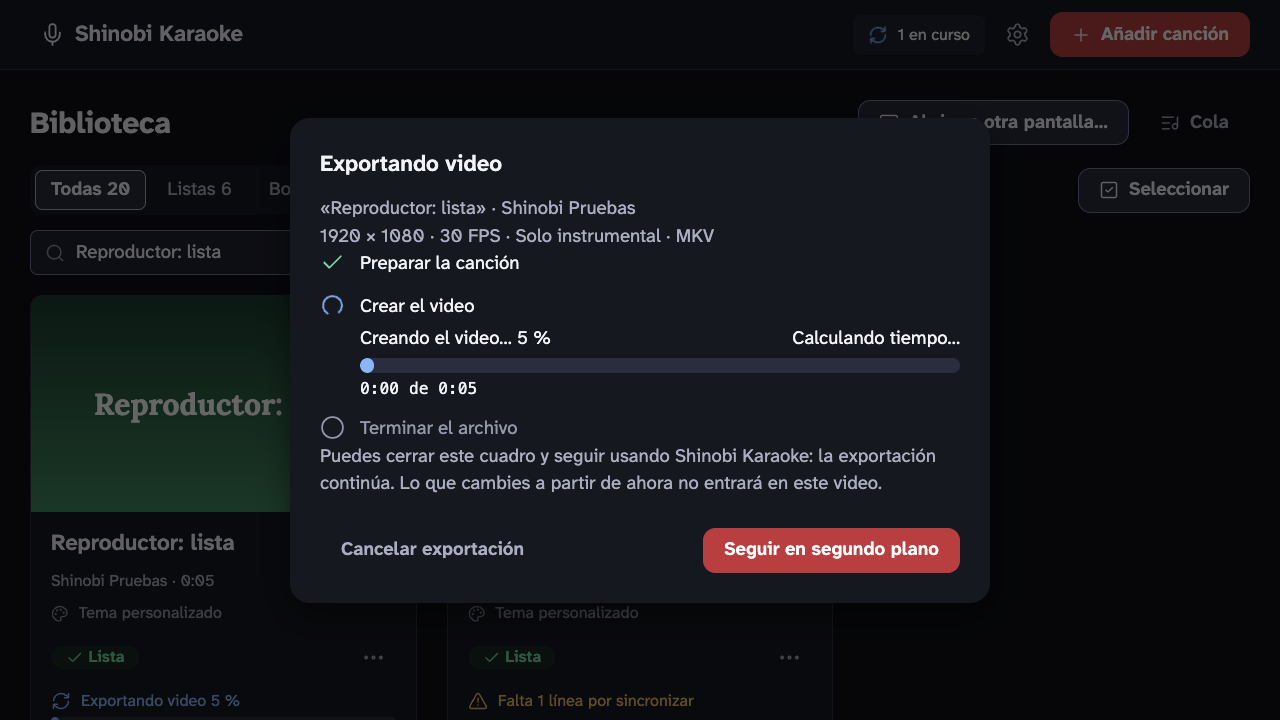 Shinobi Karaoke
1 en curso
Añadir canción
Biblioteca
otra pantalla...
Cola
Todas 20
Listas 6
Bo
Seleccionar
Reproductor: lista
Exportando video
«Reproductor: lista» · Shinobi Pruebas
1920 × 1080 · 30 FPS · Solo instrumental · MKV
Preparar la canción
Crear el video
Creando el video... 5 %
Calculando tiempo...
0:00 de 0:05
Terminar el archivo
Puedes cerrar este cuadro y seguir usando Shinobi Karaoke: la exportación
continúa. Lo que cambies a partir de ahora no entrará en este video.
Cancelar exportación
Seguir en segundo plano
Reproductor:
Reproductor: lista
Shinobi Pruebas · 0:05
Tema personalizado
Lista
Exportando video 5 %
Tema personalizado
Lista
Falta 1 línea por sincronizar